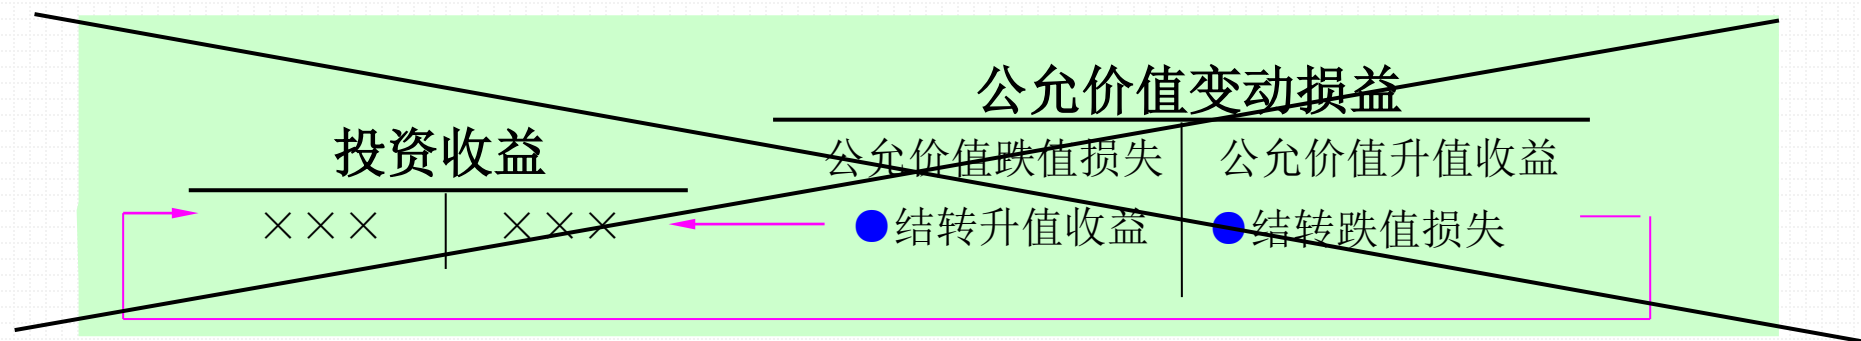 公允价值变动损益
投资收益
公允价值跌值损失 公允价值升值收益
××× ××× 结转升值收益 结转跌值损失